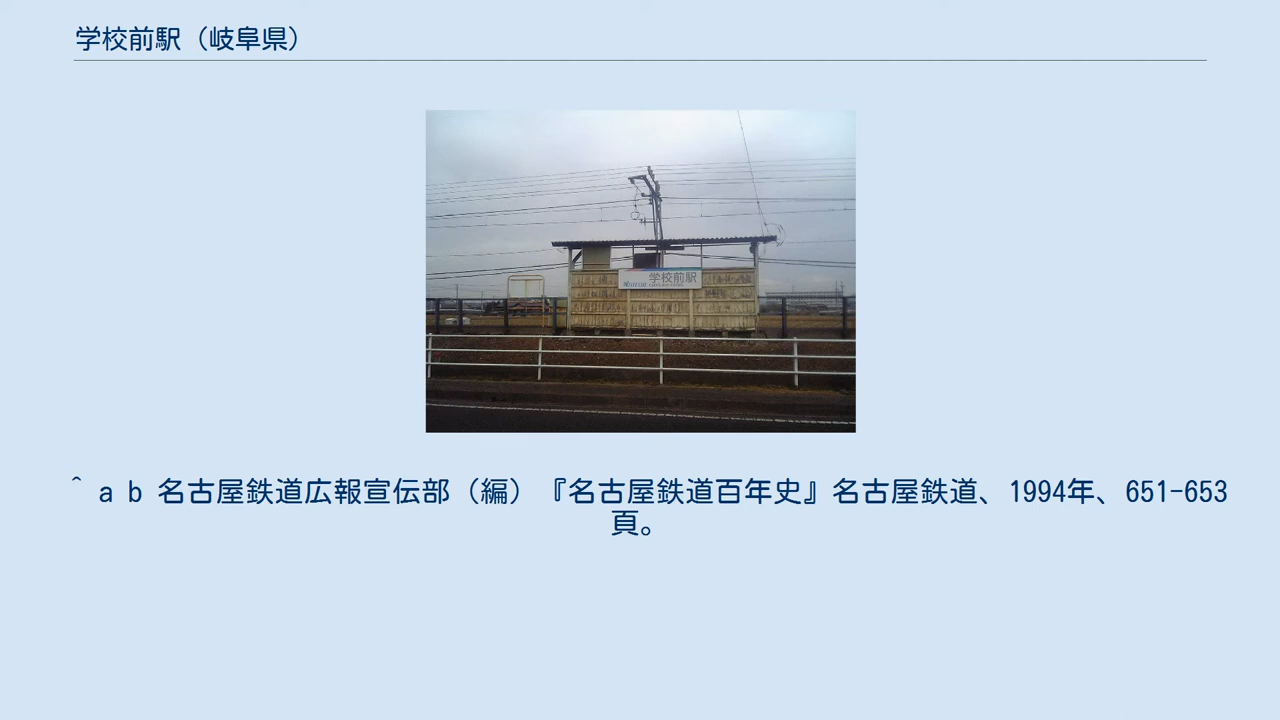 学校前駅（岐阜県）
学校前駅
^ a b 名古屋鉄道広報宣伝部（編）『名古屋鉄道百年史』名古屋鉄道、1994年、651-653
頁。